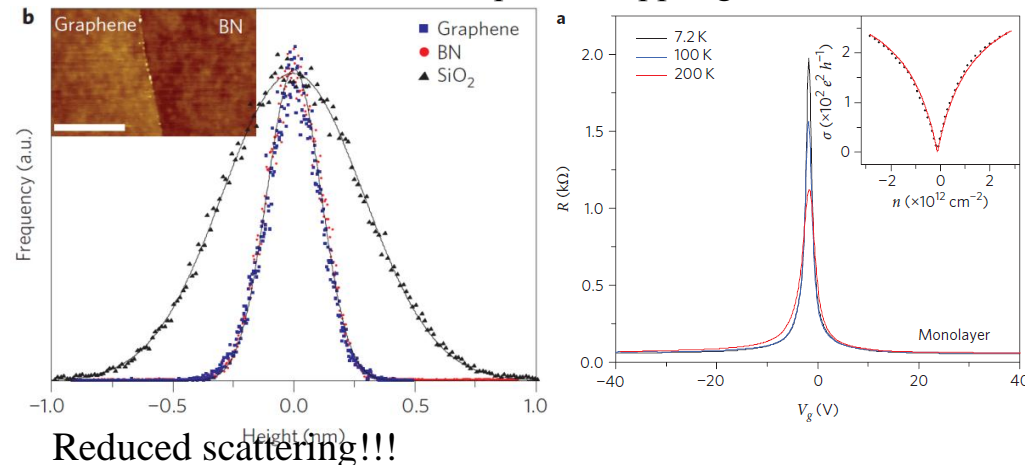 b
Graphene
BN
Graphene
BN
SiO₂
Frequency (a.u.)
−1.0 −0.5 0.0 0.5 1.0
Height (nm)
Reduced scattering!!!
a
7.2 K
100 K
200 K
R (kΩ)
2.0
1.5
1.0
0.5
0.0
−40 −20 0 20 40
V_g (V)
Monolayer
σ (×10² e² h⁻¹)
2
1
0
−2 0 2
n (×10¹² cm⁻²)